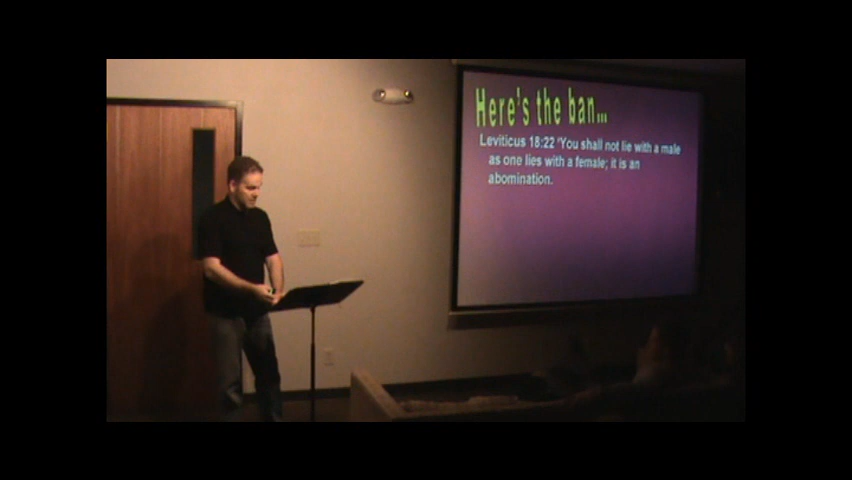 Here's the ban...
Leviticus 18:22 'You shall not lie with a male
as one lies with a female; it is an
abomination.